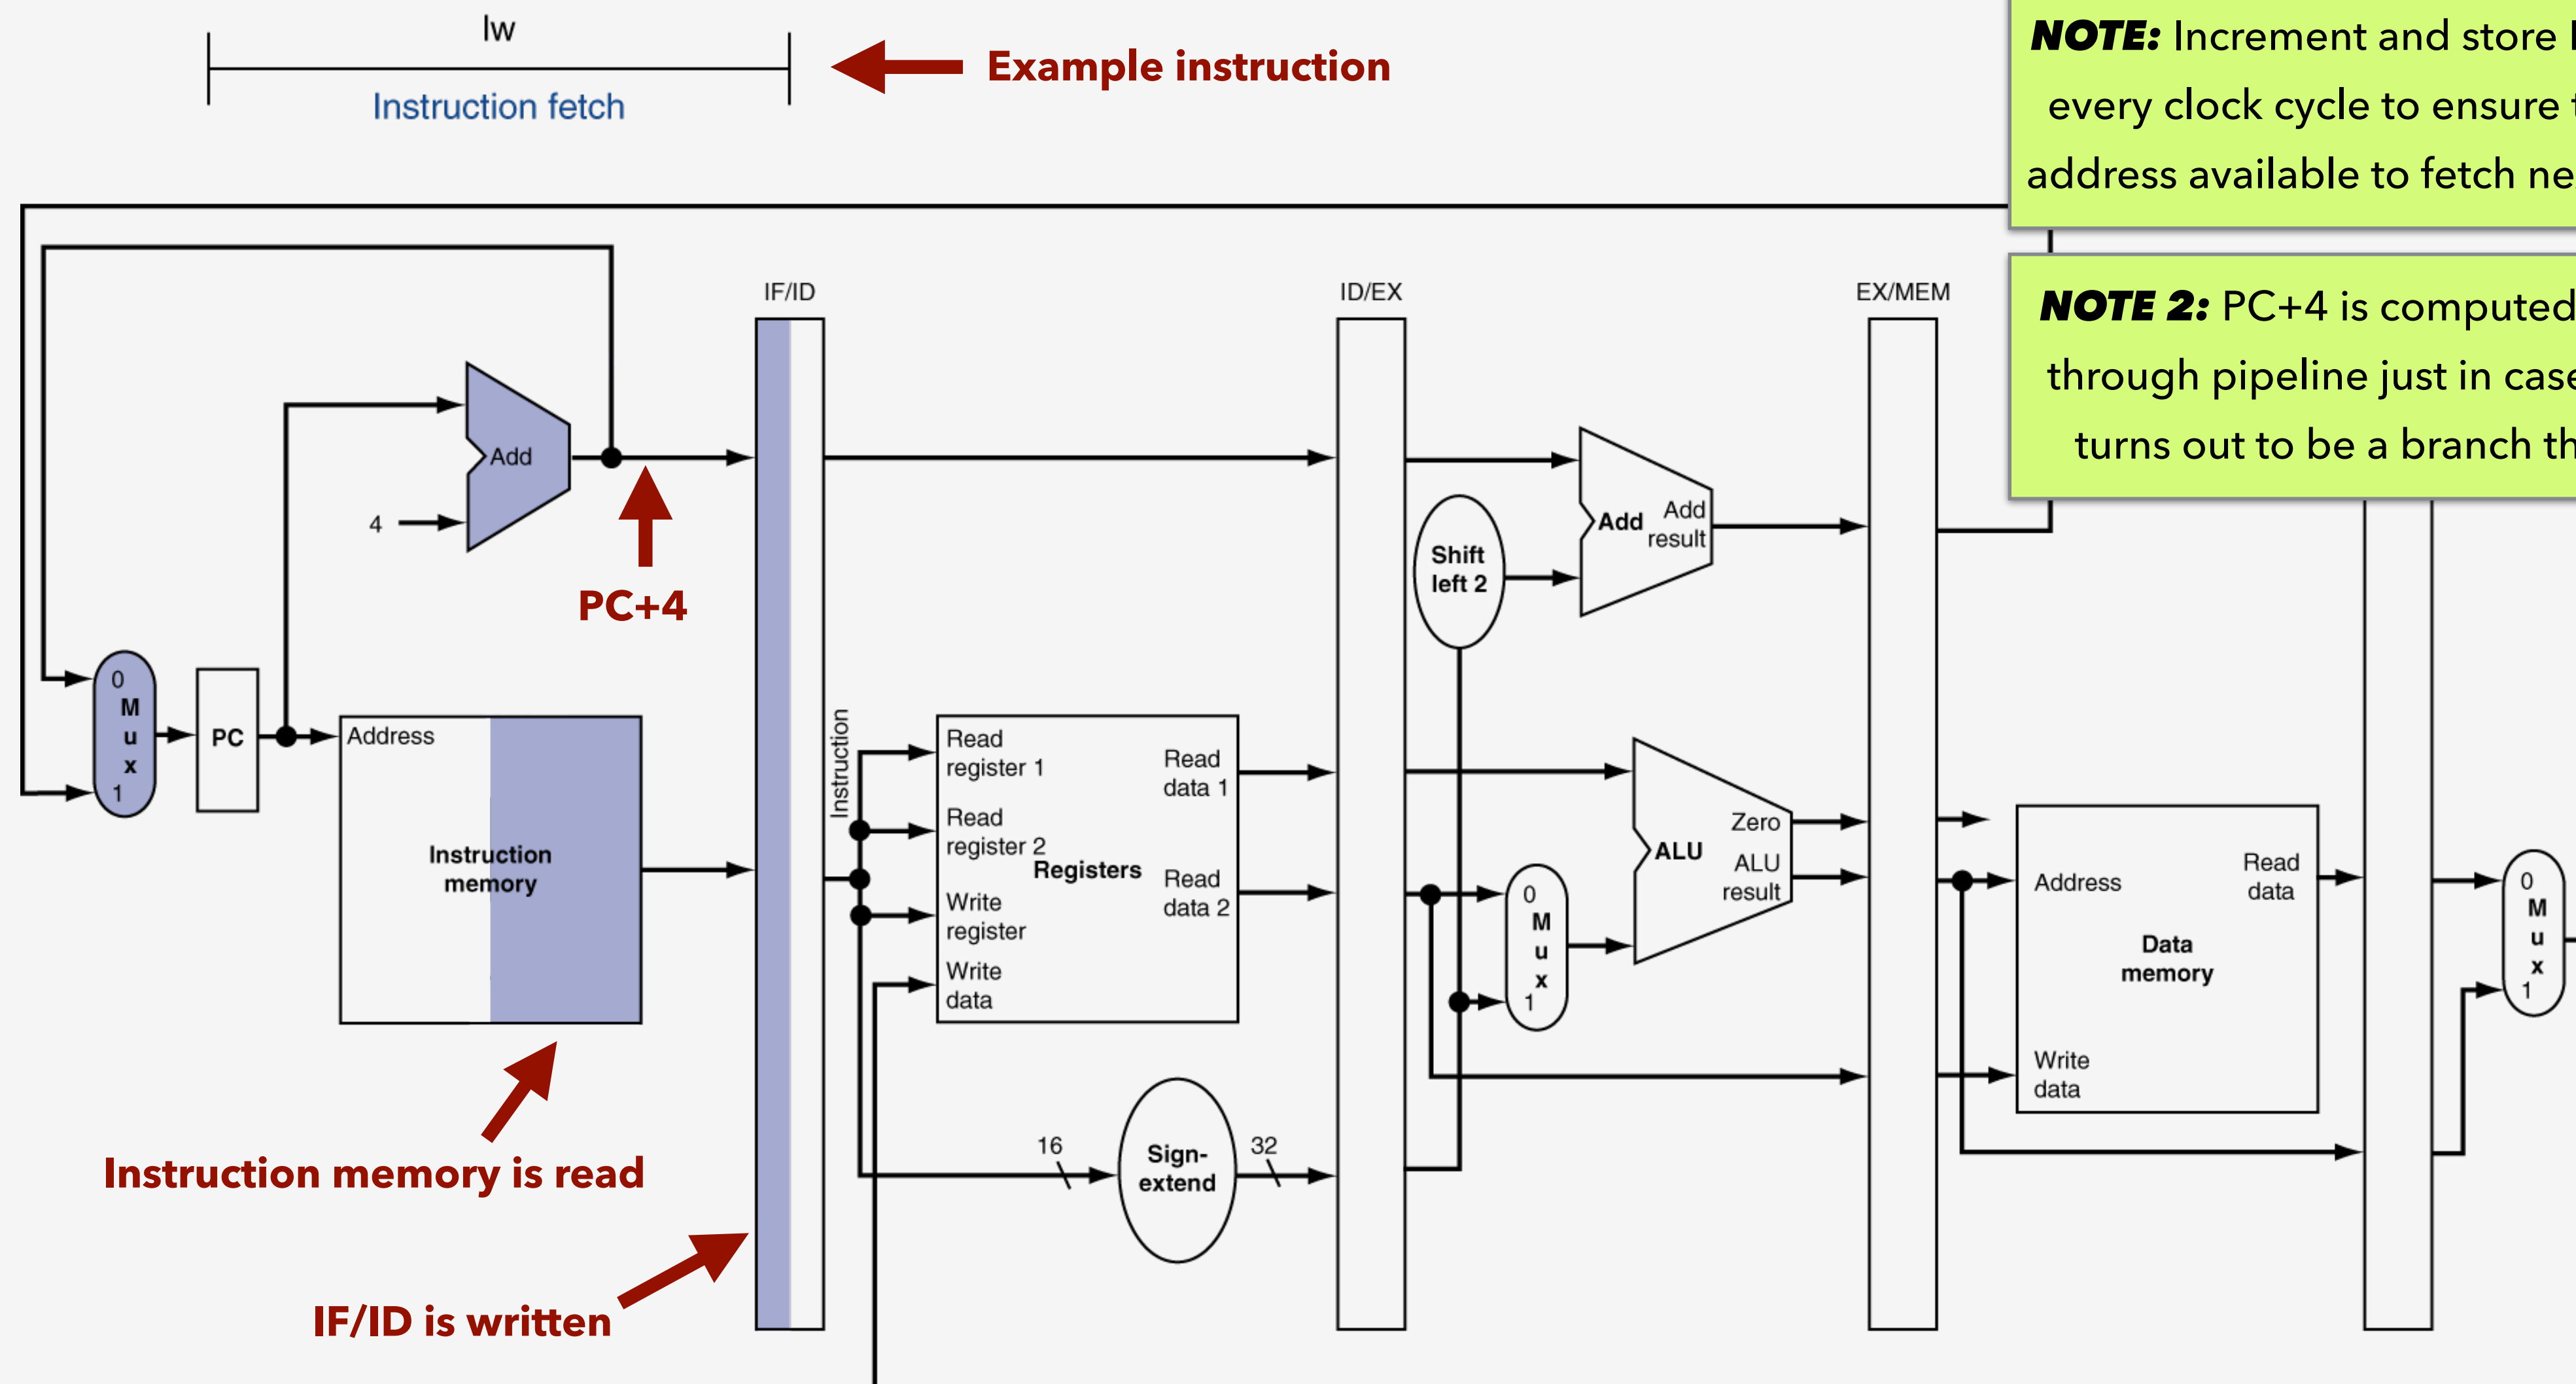 lw
Instruction fetch
Example instruction
NOTE: Increment and store
every clock cycle to ensure
address available to fetch
NOTE 2: PC+4 is computed
through pipeline just in case
turns out to be a branch
IF/ID
ID/EX
EX/MEM
Add
4
PC+4
Shift
left 2
Add
Add
result
0
M
u
x
1
PC
Address
Instruction
memory
Instruction
Read
register 1
Read
register 2
Write
register
Write
data
Registers
Read
data 1
Read
data 2
0
M
u
x
1
ALU
Zero
ALU
result
Address
Write
data
Data
memory
Read
data
0
M
u
x
1
16
Sign-
extend
32
Instruction memory is read
IF/ID is written